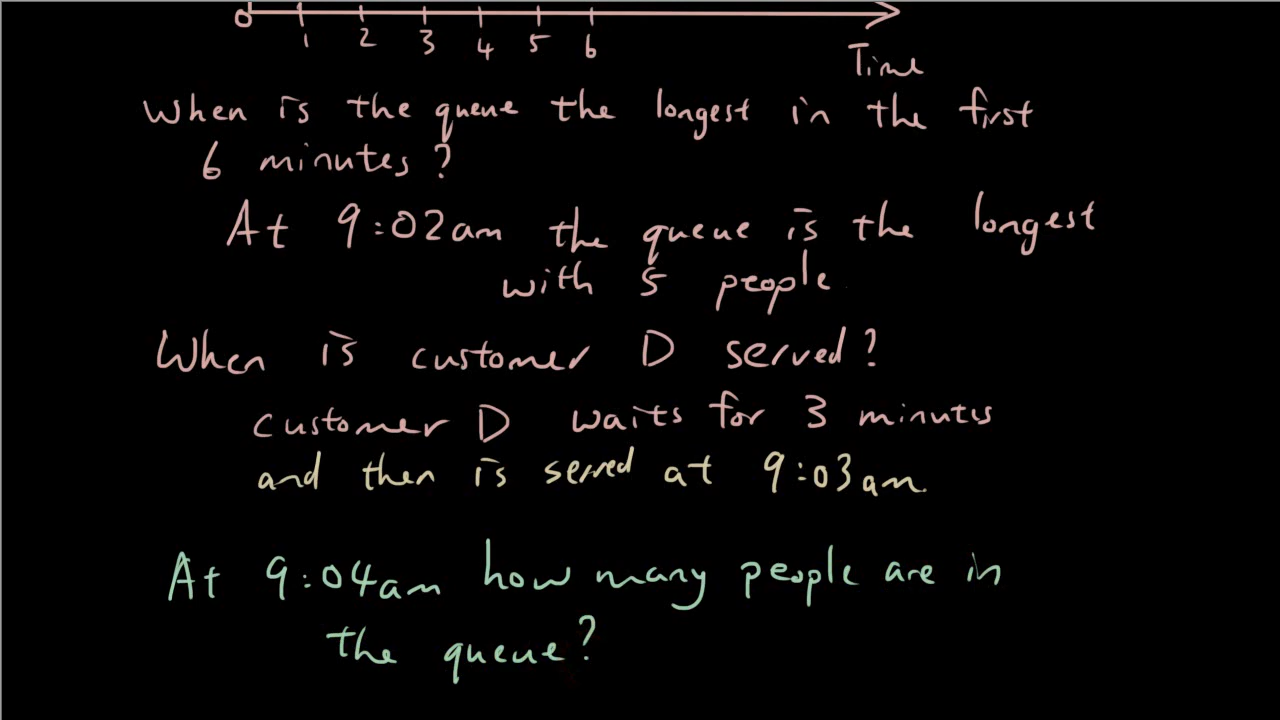 0 1 2 3 4 5 6
Time
When is the queue the longest in the first
6 minutes?
At 9:02am the queue is the longest
with 5 people
When is customer D served?
customer D waits for 3 minutes
and then is served at 9:03am.
At 9:04am how many people are in
the queue?